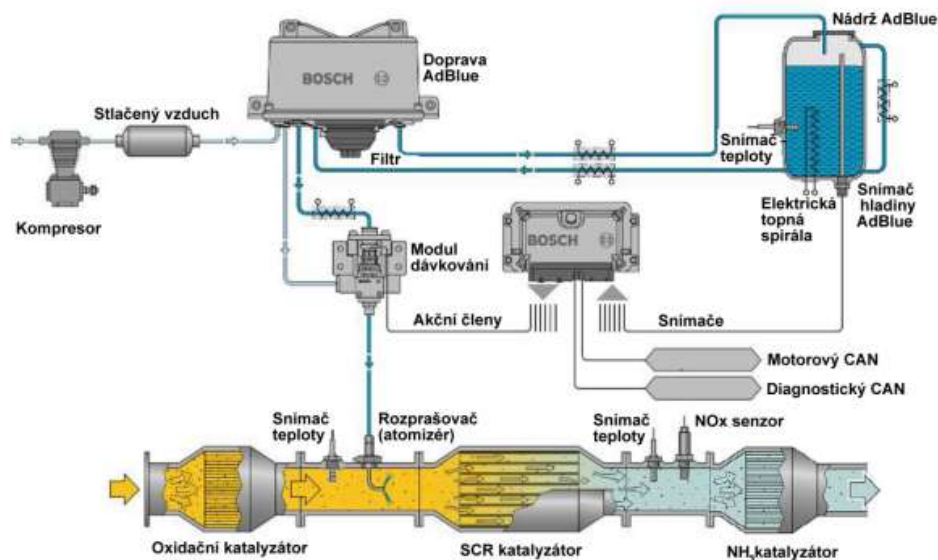 Nádrž AdBlue
BOSCH
Doprava
AdBlue
Stlačený vzduch
Filtr
Snímač
teploty
Kompresor
Elektrická
topná
spirála
Snímač
hladiny
AdBlue
BOSCH
Modul
dávkování
Akční členy
Snímače
Motorový CAN
Diagnostický CAN
Snímač
teploty
Rozprašovač
(atomizér)
Snímač
teploty
NOx senzor
Oxidační katalyzátor
SCR katalyzátor
NH₃katalyzátor